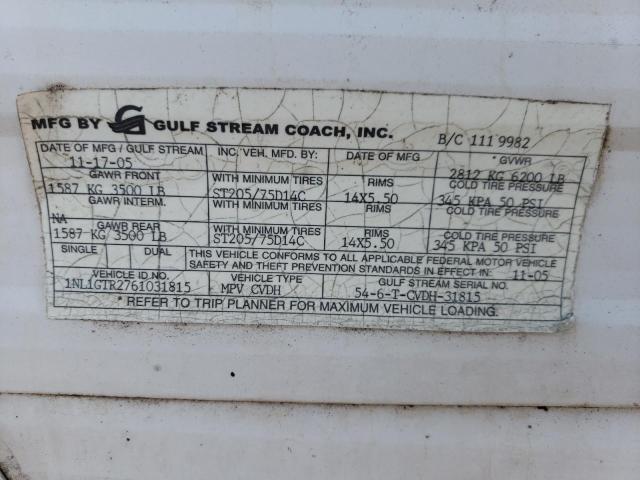 MFG BY GULF STREAM COACH, INC. B/C 111 9982
DATE OF MFG / GULF STREAM INC. VEH. MFD. BY: DATE OF MFG *GVWR
11-17-05 2812 KG 6200 LB
GAWR FRONT WITH MINIMUM TIRES RIMS COLD TIRE PRESSURE
1587 KG 3500 LB ST205/75D14C 14X5.50 345 KPA 50 PSI
GAWR INTERM. WITH MINIMUM TIRES RIMS COLD TIRE PRESSURE
NA
GAWB REAR WITH MINIMUM TIRES RIMS COLD TIRE PRESSURE
1587 KG 3500 LB ST205/75D14C 14X5.50 345 KPA 50 PSI
SINGLE DUAL THIS VEHICLE CONFORMS TO ALL APPLICABLE FEDERAL MOTOR VEHICLE
SAFETY AND THEFT PREVENTION STANDARDS IN EFFECT IN: 11-05
VEHICLE ID.NO. VEHICLE TYPE GULF STREAM SERIAL NO.
1NL1GTR2761031815 MPV CVDH 54-6-T-CVDH-31815
* REFER TO TRIP PLANNER FOR MAXIMUM VEHICLE LOADING.